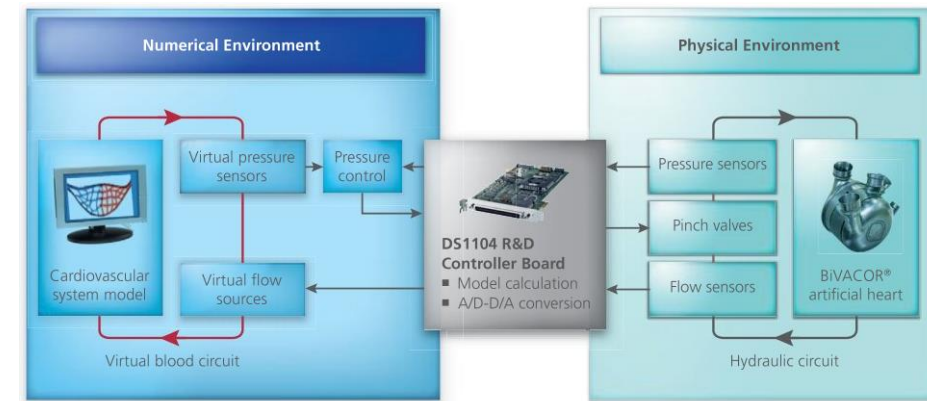 Numerical Environment
Physical Environment
Virtual pressure
sensors
Pressure
control
Cardiovascular
system model
Virtual flow
sources
Virtual blood circuit
DS1104 R&D
Controller Board
■ Model calculation
■ A/D-D/A conversion
Pressure sensors
Pinch valves
Flow sensors
BiVACOR®
artificial heart
Hydraulic circuit